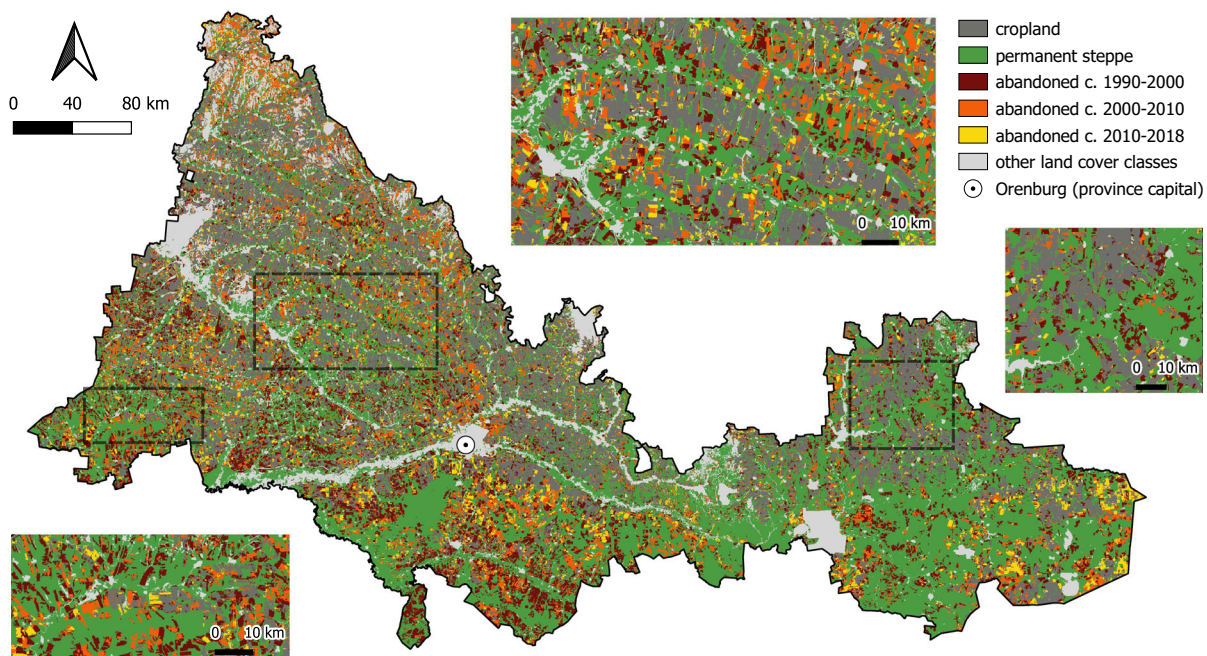 0 40 80 km
cropland
permanent steppe
abandoned c. 1990-2000
abandoned c. 2000-2010
abandoned c. 2010-2018
other land cover classes
Orenburg (province capital)
0 10 km
0 10 km
0 10 km